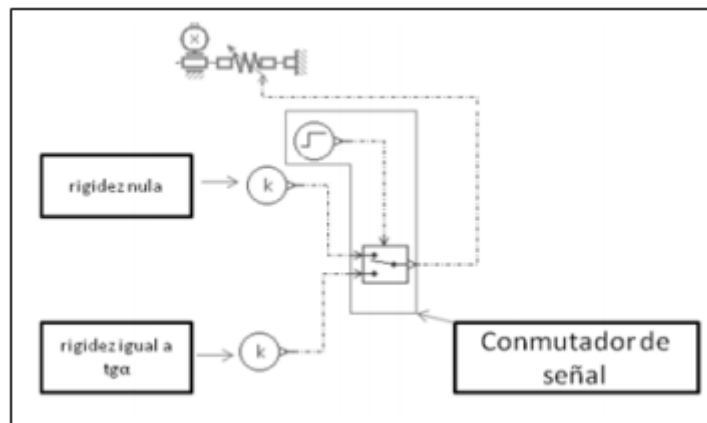 X
rigidez nula
k
rigidez igual a
tgα
k
Conmutador de
señal